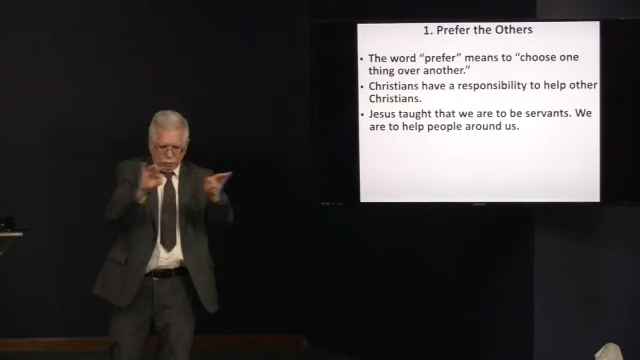 1. Prefer the Others
• The word “prefer” means to “choose one
thing over another.”
• Christians have a responsibility to help other
Christians.
• Jesus taught that we are to be servants. We
are to help people around us.